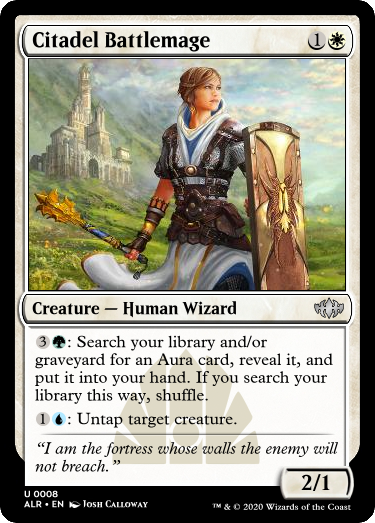 Citadel Battlemage 1
Creature — Human Wizard
3: Search your library and/or
graveyard for an Aura card, reveal it, and
put it into your hand. If you search your
library this way, shuffle.
1: Untap target creature.
“I am the fortress whose walls the enemy will
not breach.”
2/1
U 0008
ALR • EN Josh Calloway
™ & © 2020 Wizards of the Coast